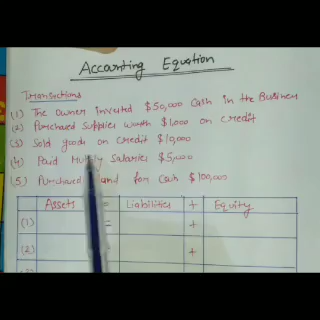 Accounting Equation
Transactions
(1) The Owner invested $50,000 Cash in the Business
(2) Purchased Supplies worth $1,000 on credit
(3) Sold goods on credit $10,000
(4) Paid Salaries $5,000
(5) Purchased land for Cash $100,000
Assets = Liabilities + Equity
(1) = +
(2) +